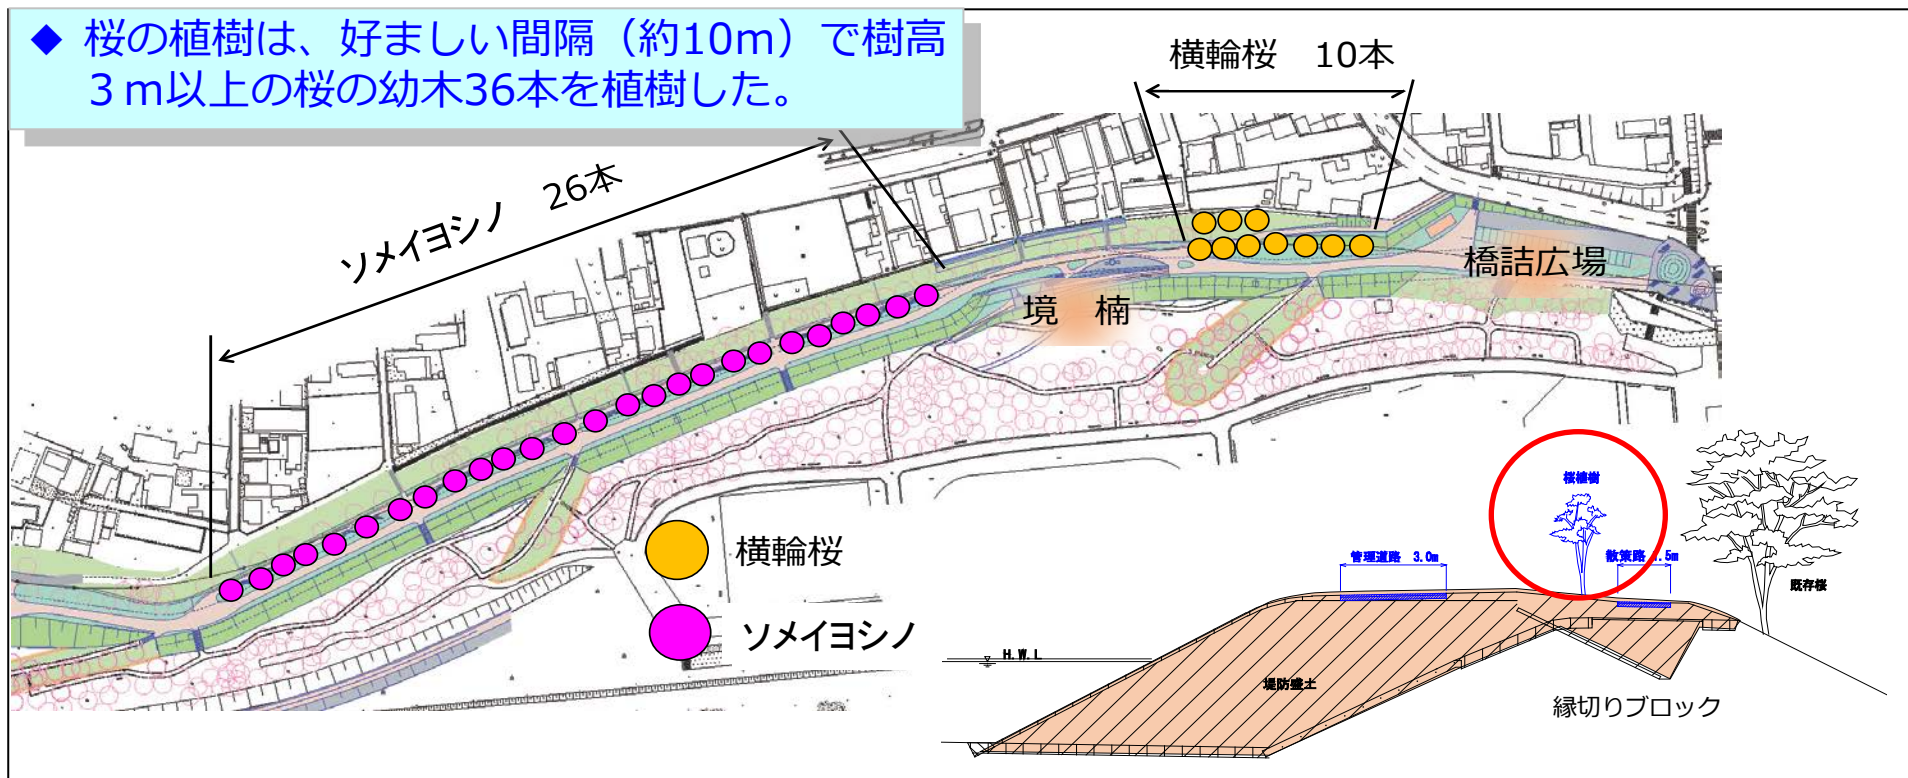 ◆ 桜の植樹は、好ましい間隔（約10m）で樹高
３m以上の桜の幼木36本を植樹した。
横輪桜　10本
ソメイヨシノ　26本
橋詰広場
境　楠
横輪桜
ソメイヨシノ
桜植樹
管理道路　3.0m
散策路 .5m
既存桜
H.W.L
堤防盛土
縁切りブロック